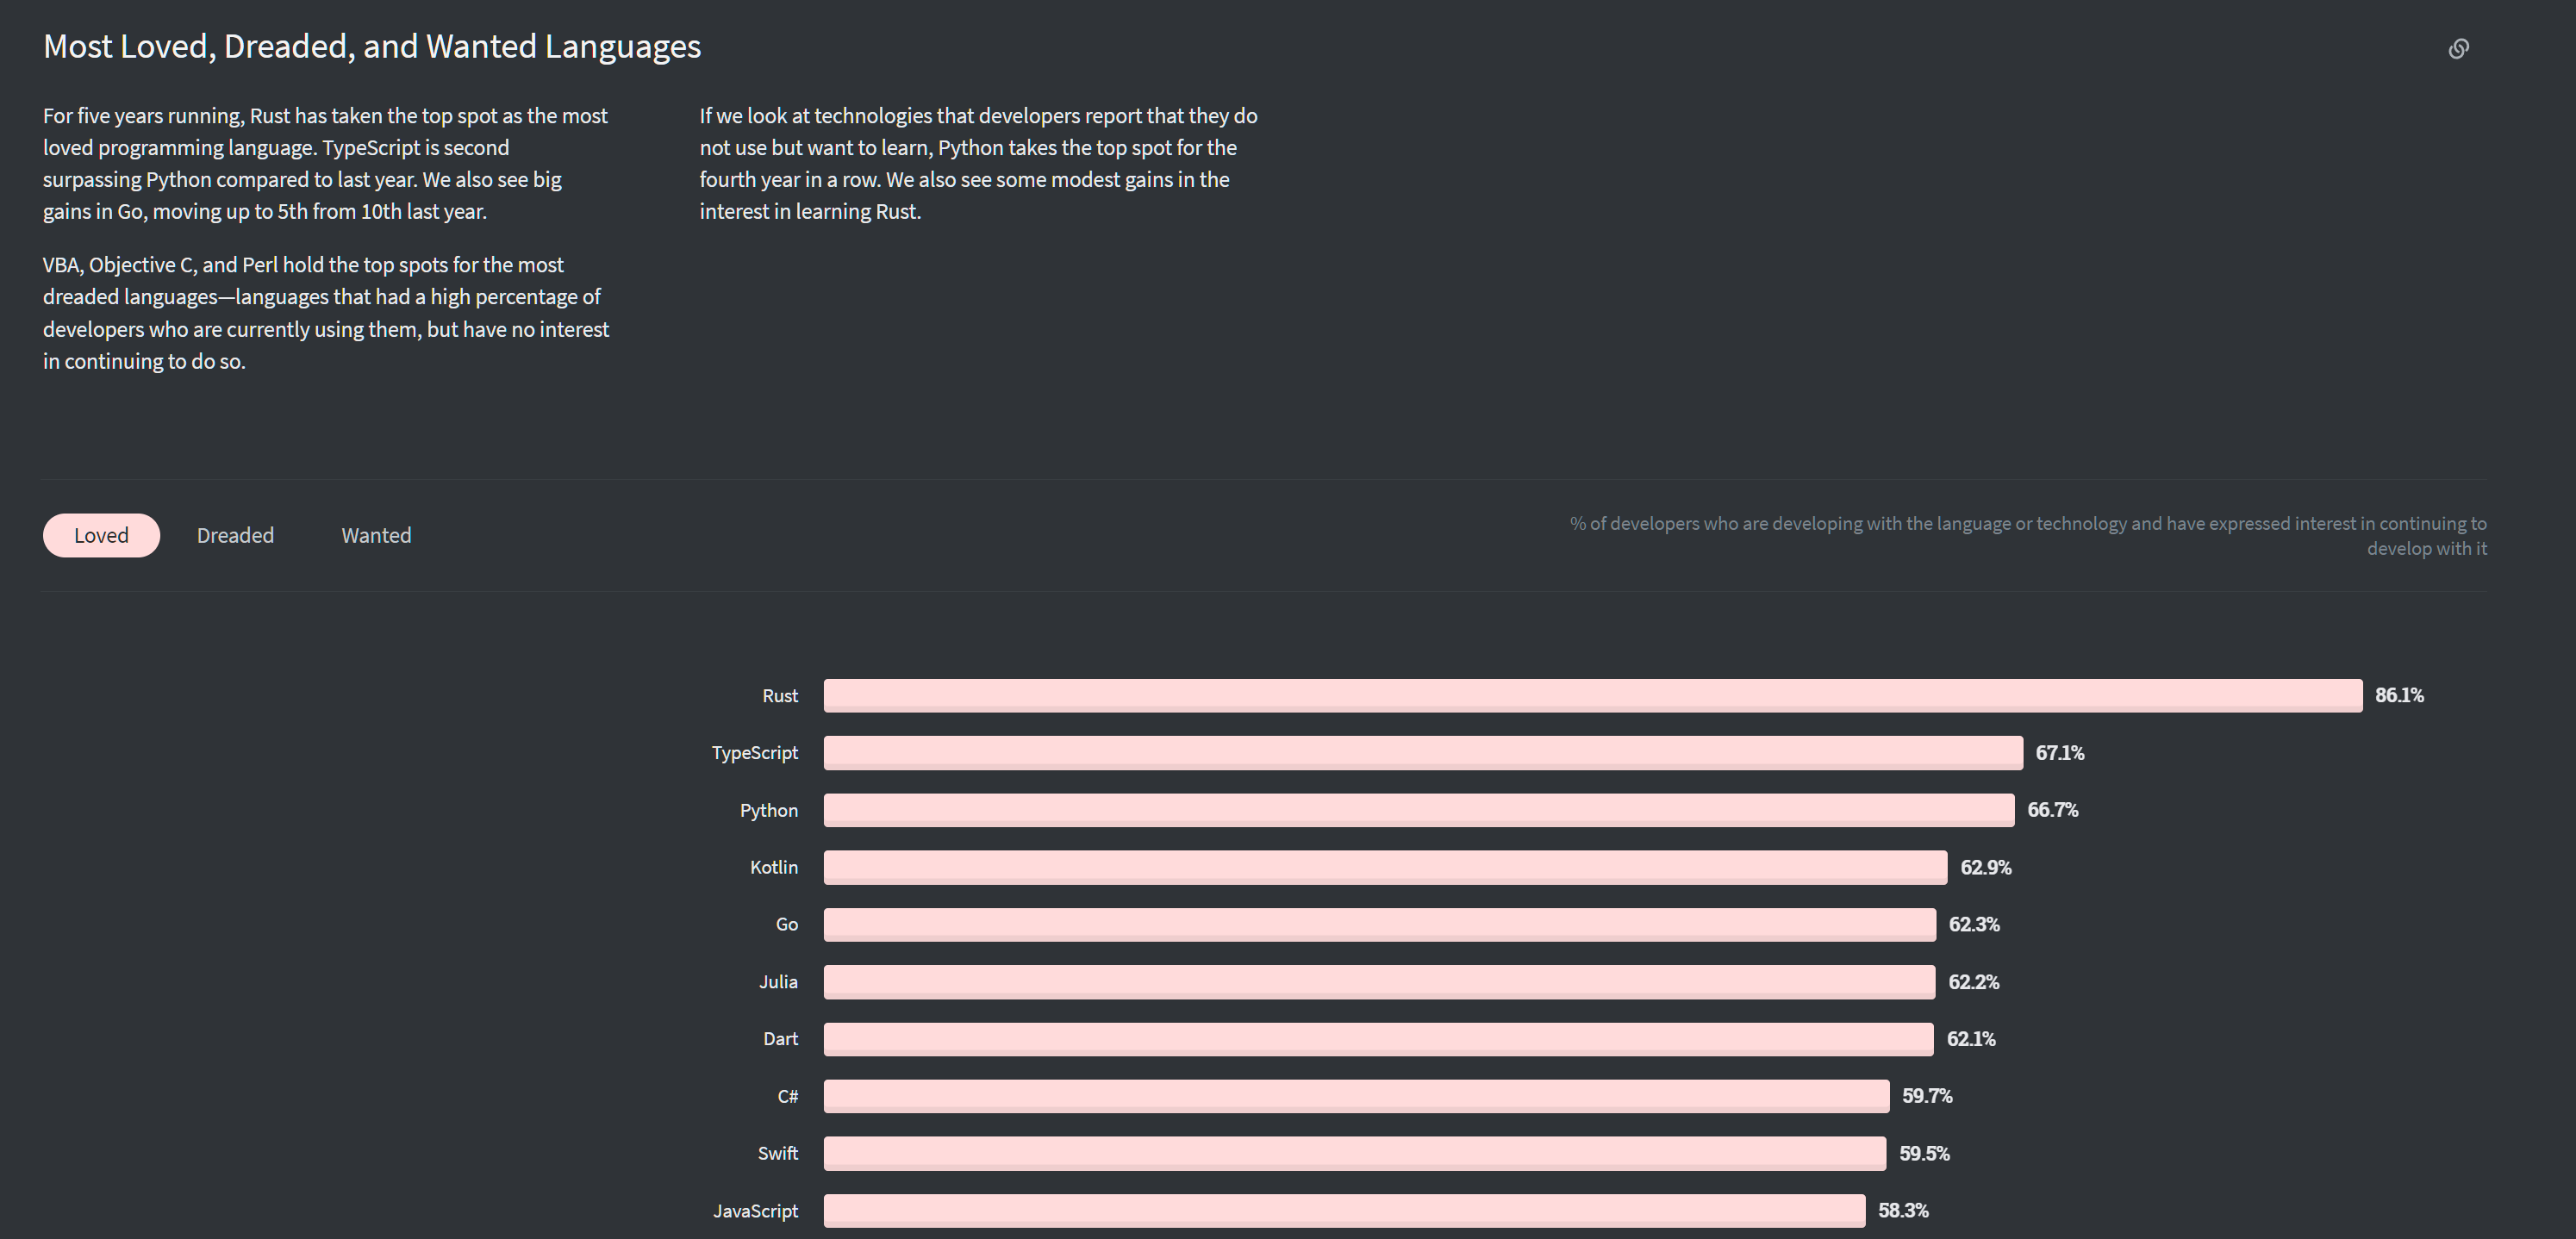 Most Loved, Dreaded, and Wanted Languages
For five years running, Rust has taken the top spot as the most
loved programming language. TypeScript is second
surpassing Python compared to last year. We also see big
gains in Go, moving up to 5th from 10th last year.
VBA, Objective C, and Perl hold the top spots for the most
dreaded languages—languages that had a high percentage of
developers who are currently using them, but have no interest
in continuing to do so.
If we look at technologies that developers report that they do
not use but want to learn, Python takes the top spot for the
fourth year in a row. We also see some modest gains in the
interest in learning Rust.
Loved Dreaded Wanted
% of developers who are developing with the language or technology and have expressed interest in continuing to
develop with it
Rust 86.1%
TypeScript 67.1%
Python 66.7%
Kotlin 62.9%
Go 62.3%
Julia 62.2%
Dart 62.1%
C# 59.7%
Swift 59.5%
JavaScript 58.3%